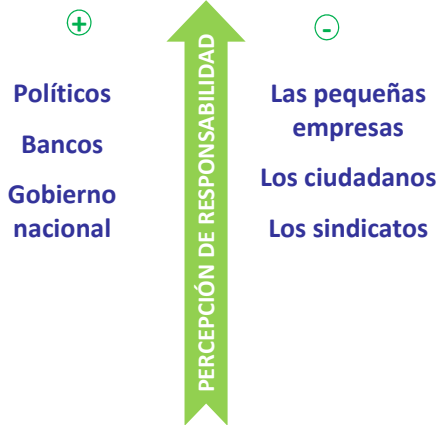 +
Políticos
Bancos
Gobierno
nacional
PERCEPCIÓN DE RESPONSABILIDAD
-
Las pequeñas
empresas
Los ciudadanos
Los sindicatos